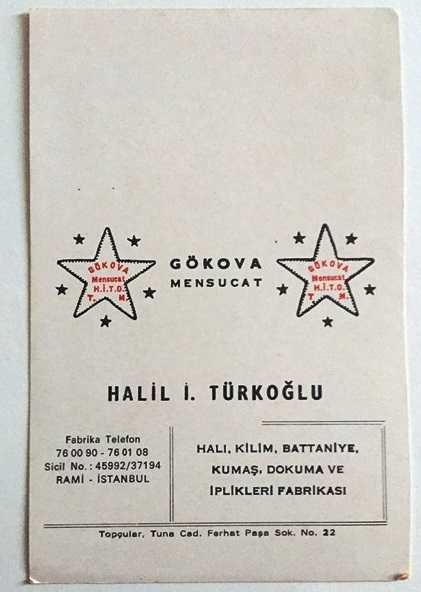 GÖKOVA
Mensucat
H.İ.T.O.
T. M.
GÖKOVA
MENSUCAT
GÖKOVA
Mensucat
H.İ.T.O.
T. M.
HALİL İ. TÜRKOĞLU
Fabrika Telefon
76 00 90 - 76 01 08
Sicil No.: 45992/37194
RAMİ - İSTANBUL
HALI, KİLİM, BATTANİYE,
KUMAŞ, DOKUMA VE
İPLİKLERİ FABRİKASI
Topçular, Tuna Cad. Ferhat Paşa Sok. No. 22